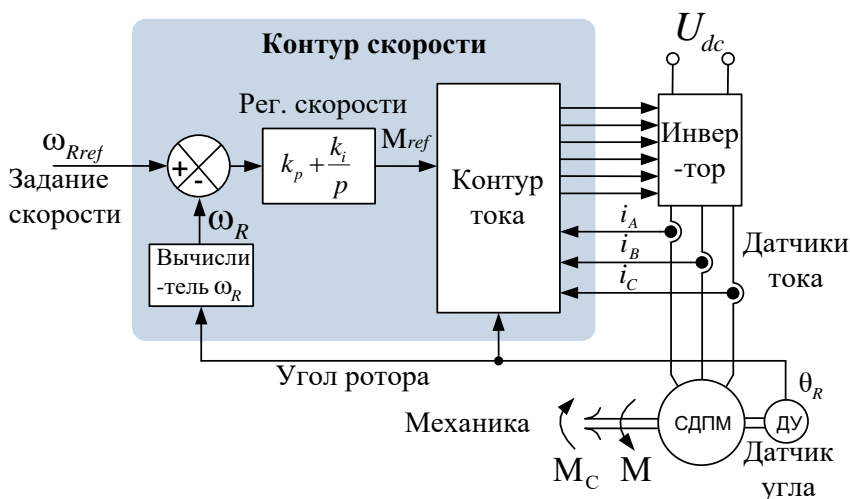 Контур скорости
U_dc
Рег. скорости
ω_Rref
Задание
скорости
+
-
k_p + k_i/p
M_ref
Контур
тока
Инвер
-тор
i_A
i_B
i_C
Датчики
тока
ω_R
Вычисли
-тель ω_R
Угол ротора
θ_R
Механика
СДПМ
ДУ
M_C
M
Датчик
угла